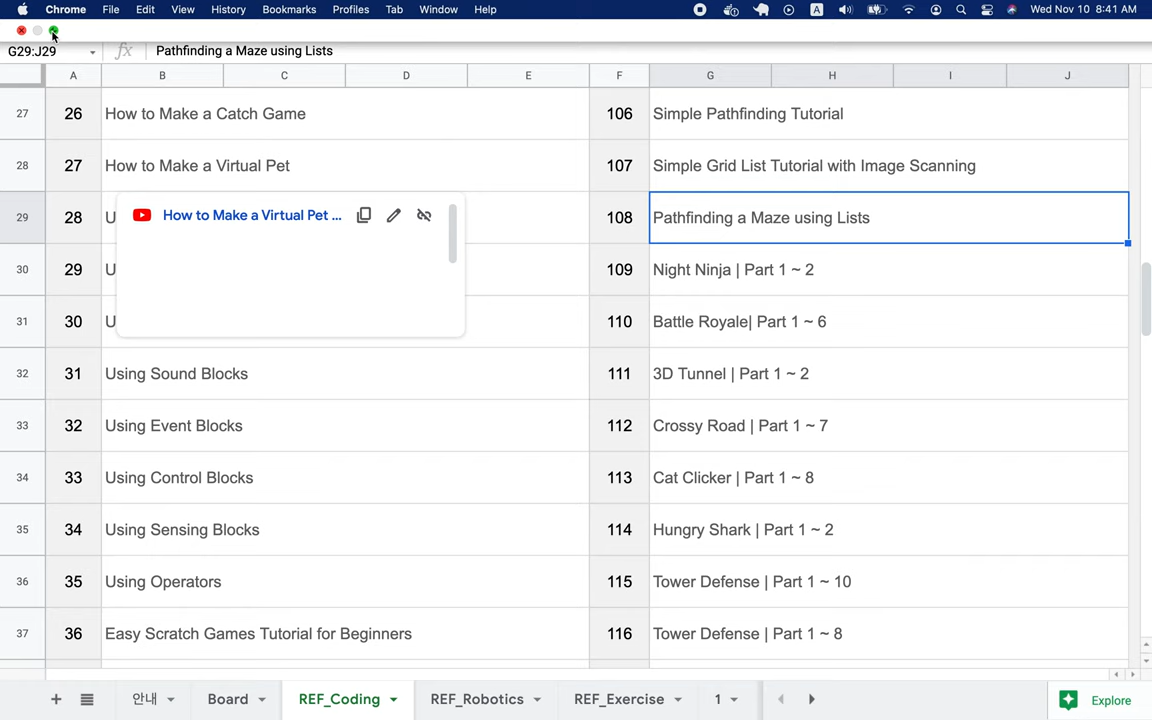 Chrome File Edit View History Bookmarks Profiles Tab Window Help A Wed Nov 10 8:41 AM
G29:J29 fx Pathfinding a Maze using Lists
A B C D E F G H I J
27 26 How to Make a Catch Game 106 Simple Pathfinding Tutorial
28 27 How to Make a Virtual Pet 107 Simple Grid List Tutorial with Image Scanning
29 28 U How to Make a Virtual Pet ... 108 Pathfinding a Maze using Lists
30 29 U 109 Night Ninja | Part 1 ~ 2
31 30 U 110 Battle Royale| Part 1 ~ 6
32 31 Using Sound Blocks 111 3D Tunnel | Part 1 ~ 2
33 32 Using Event Blocks 112 Crossy Road | Part 1 ~ 7
34 33 Using Control Blocks 113 Cat Clicker | Part 1 ~ 8
35 34 Using Sensing Blocks 114 Hungry Shark | Part 1 ~ 2
36 35 Using Operators 115 Tower Defense | Part 1 ~ 10
37 36 Easy Scratch Games Tutorial for Beginners 116 Tower Defense | Part 1 ~ 8
안내 Board REF_Coding REF_Robotics REF_Exercise 1 Explore